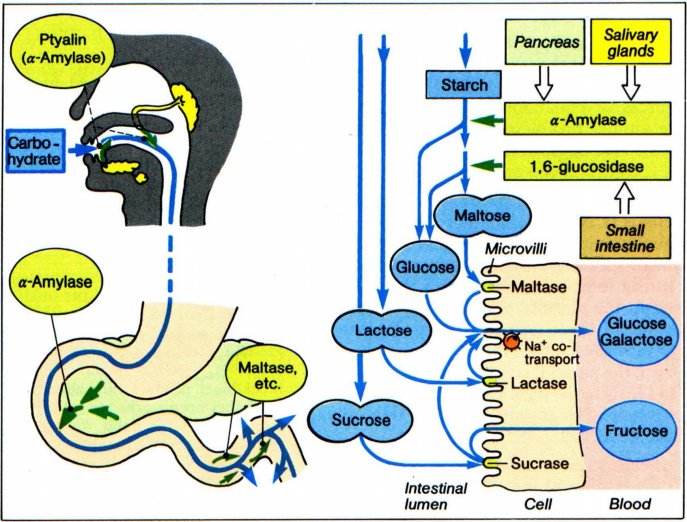 Ptyalin
(α-Amylase)
Carbo-
hydrate
α-Amylase
Maltase,
etc.
Pancreas
Salivary
glands
Starch
α-Amylase
1,6-glucosidase
Maltose
Small
intestine
Glucose
Microvilli
Maltase
Lactose
Na+ co-
transport
Glucose
Galactose
Lactase
Sucrose
Fructose
Sucrase
Intestinal
lumen
Cell
Blood